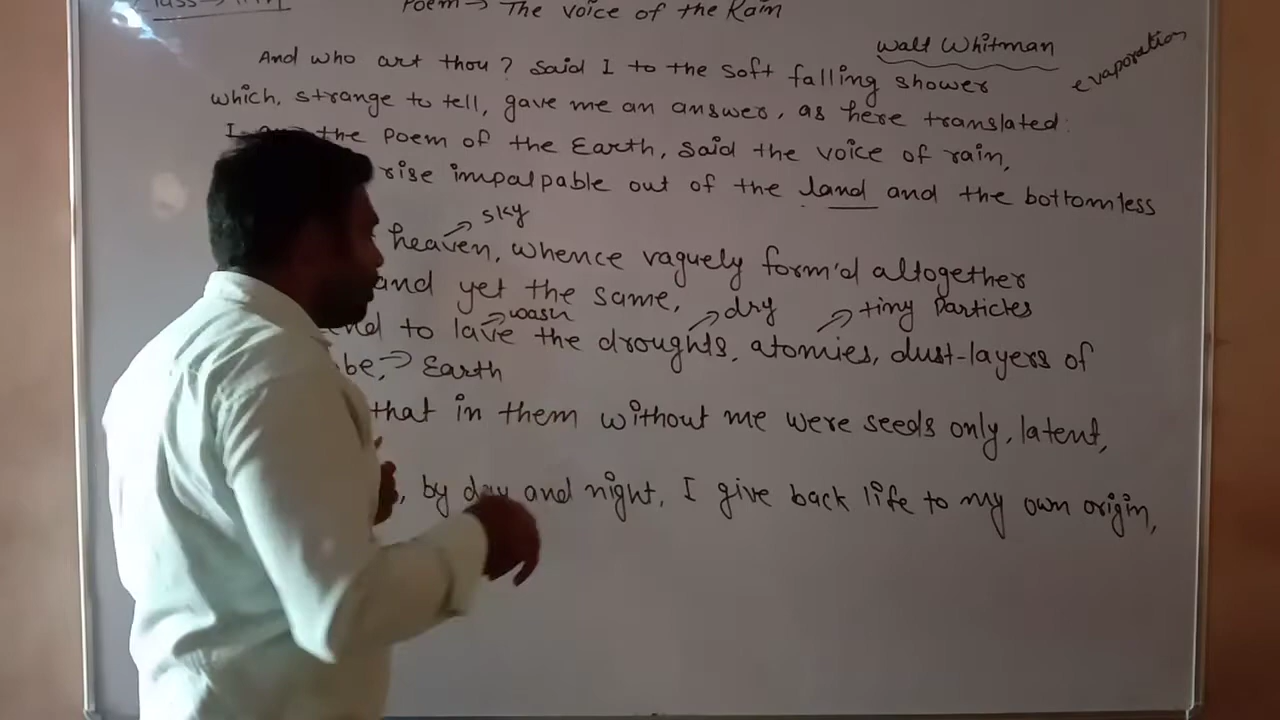 Poem → The voice of the Rain
Walt Whitman
evaporation
And who art thou? Said I to the soft falling shower
which, strange to tell, gave me an answer, as here translated:
I the Poem of the Earth, said the voice of rain,
rise impalpable out of the land and the bottomless
sky
heaven, whence vaguely form'd altogether
and yet the same,
wash dry tiny Particles
to lave the droughts, atomies, dust-layers of
be, → Earth
that in them without me were seeds only, latent,
, by day and night, I give back life to my own origin,